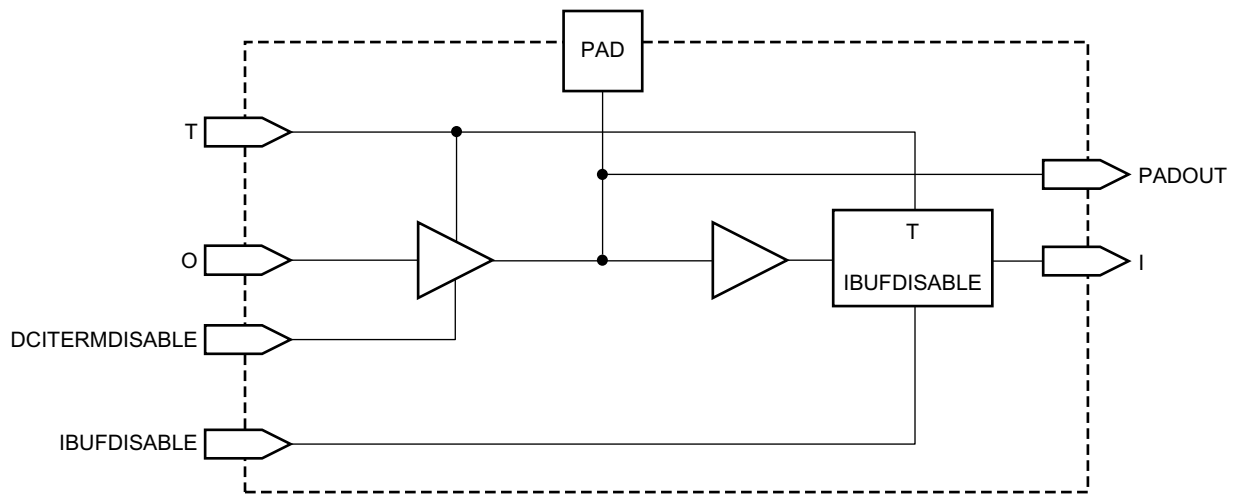 PAD
T
PADOUT
T
O
I
IBUFDISABLE
DCITERMDISABLE
IBUFDISABLE